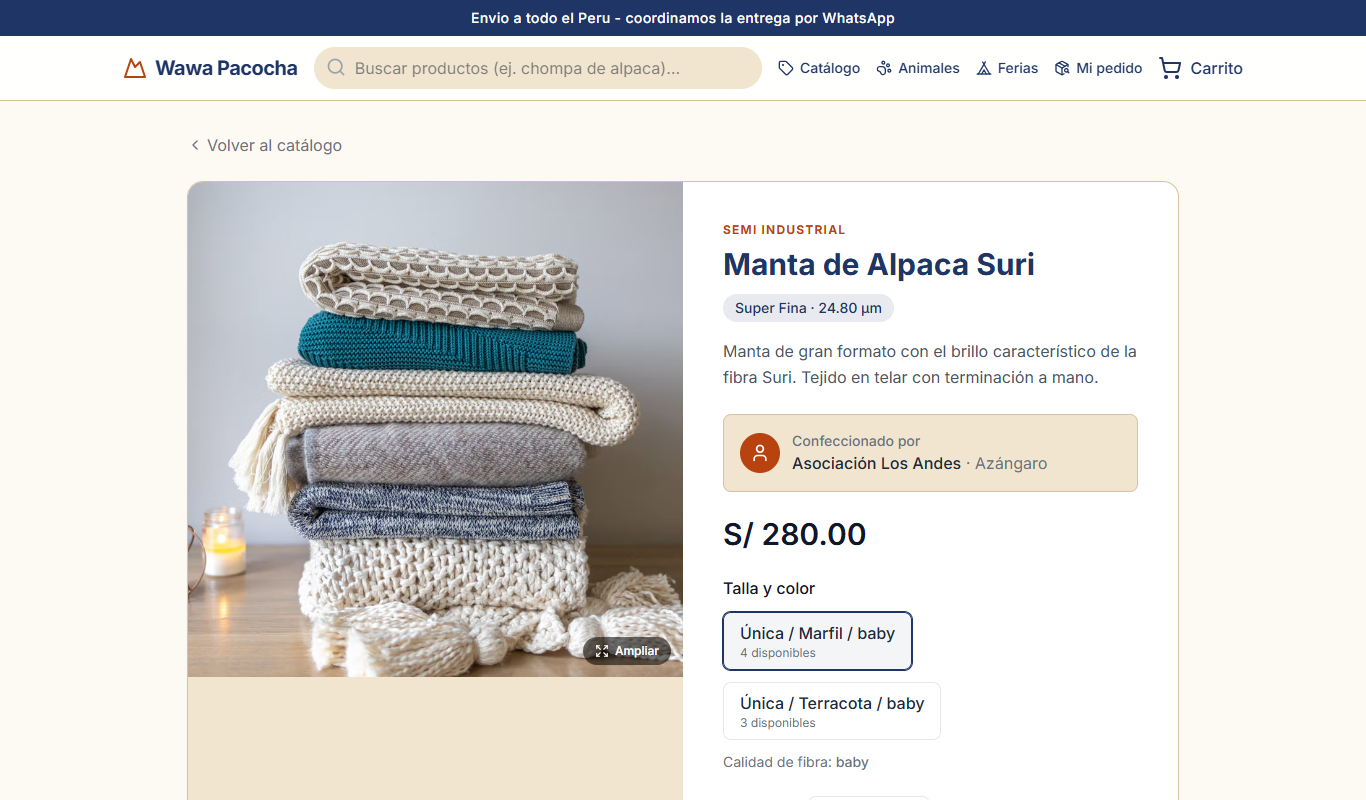 Envio a todo el Peru - coordinamos la entrega por WhatsApp
Wawa Pacocha
Buscar productos (ej. chompa de alpaca)...
Catálogo
Animales
Ferias
Mi pedido
Carrito
Volver al catálogo
SEMI INDUSTRIAL
Manta de Alpaca Suri
Super Fina · 24.80 µm
Manta de gran formato con el brillo característico de la
fibra Suri. Tejido en telar con terminación a mano.
Confeccionado por
Asociación Los Andes · Azángaro
S/ 280.00
Talla y color
Única / Marfil / baby
4 disponibles
Única / Terracota / baby
3 disponibles
Calidad de fibra: baby
Ampliar